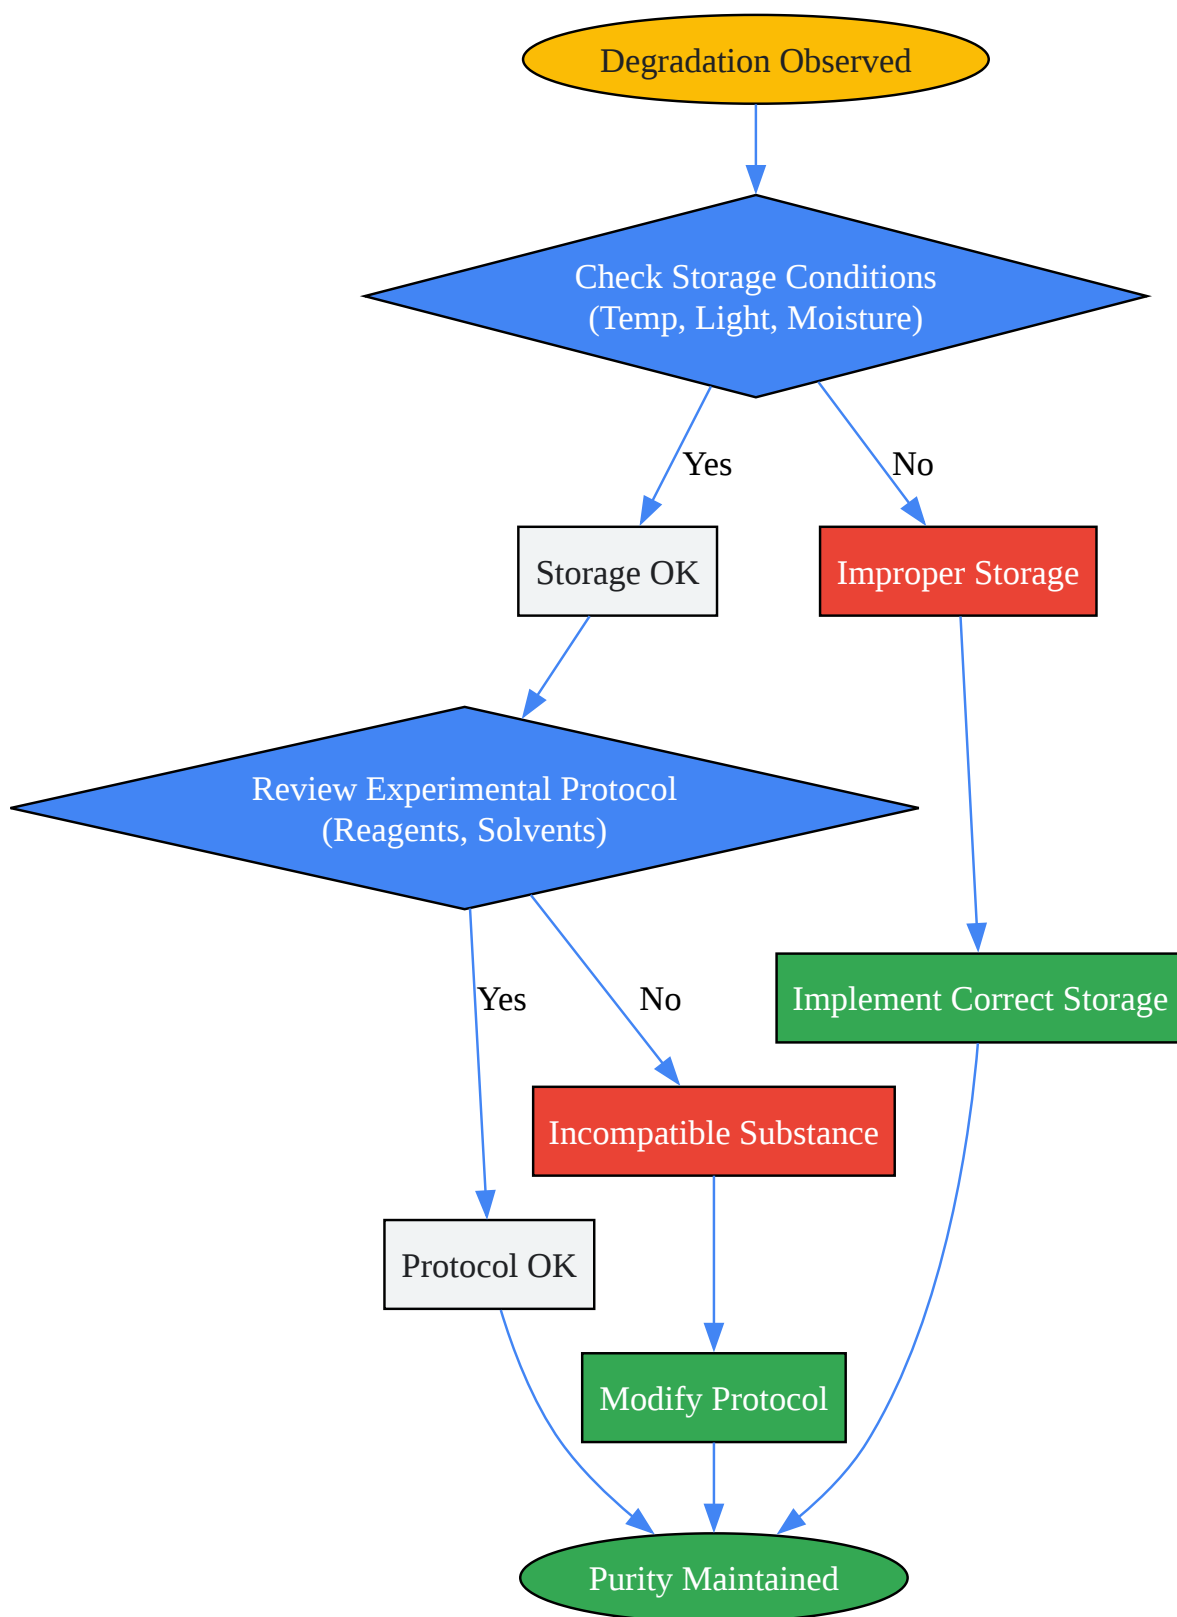 Degradation Observed
Check Storage Conditions
(Temp, Light, Moisture)
Yes
No
Storage OK
Improper Storage
Review Experimental Protocol
(Reagents, Solvents)
Yes
No
Implement Correct Storage
Incompatible Substance
Protocol OK
Modify Protocol
Purity Maintained